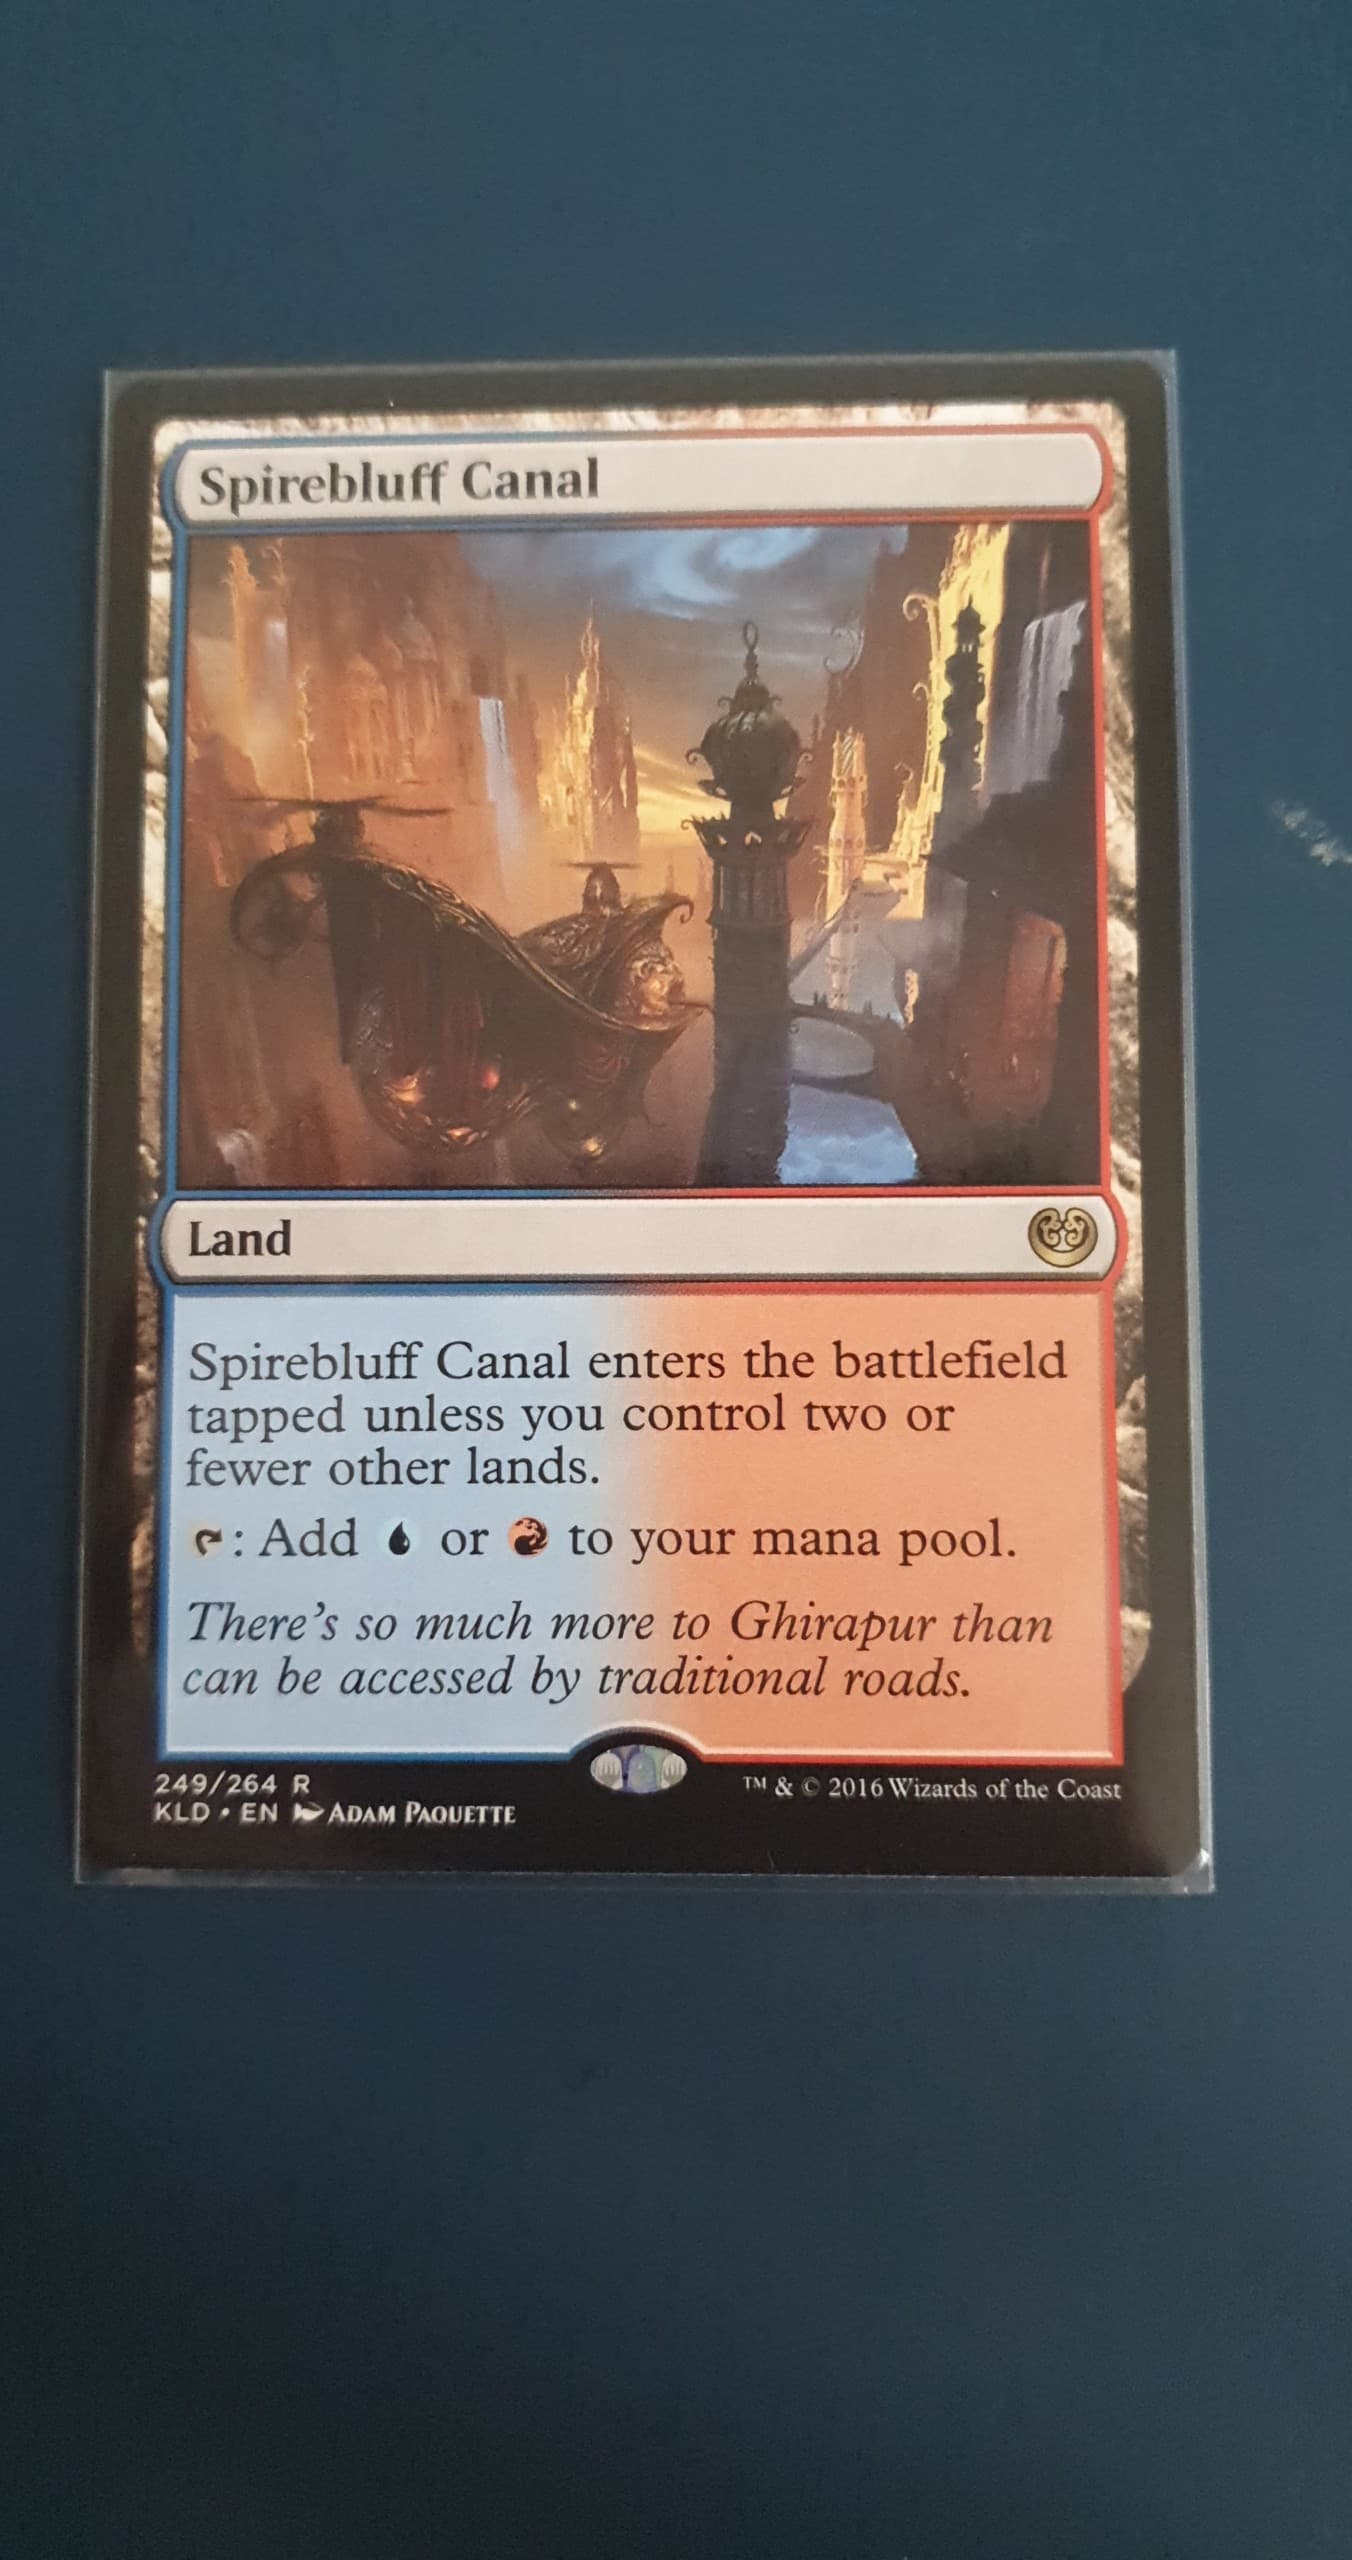 Spirebluff Canal
Land
Spirebluff Canal enters the battlefield
tapped unless you control two or
fewer other lands.
: Add or to your mana pool.
There's so much more to Ghirapur than
can be accessed by traditional roads.
249/264 R
KLD • EN ADAM PAQUETTE
™ & © 2016 Wizards of the Coast